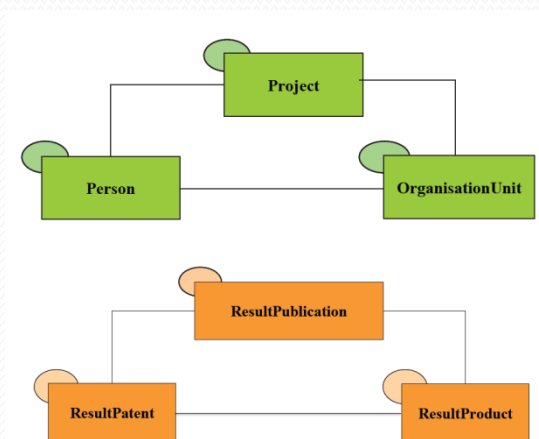 Project
Person
OrganisationUnit
ResultPublication
ResultPatent
ResultProduct